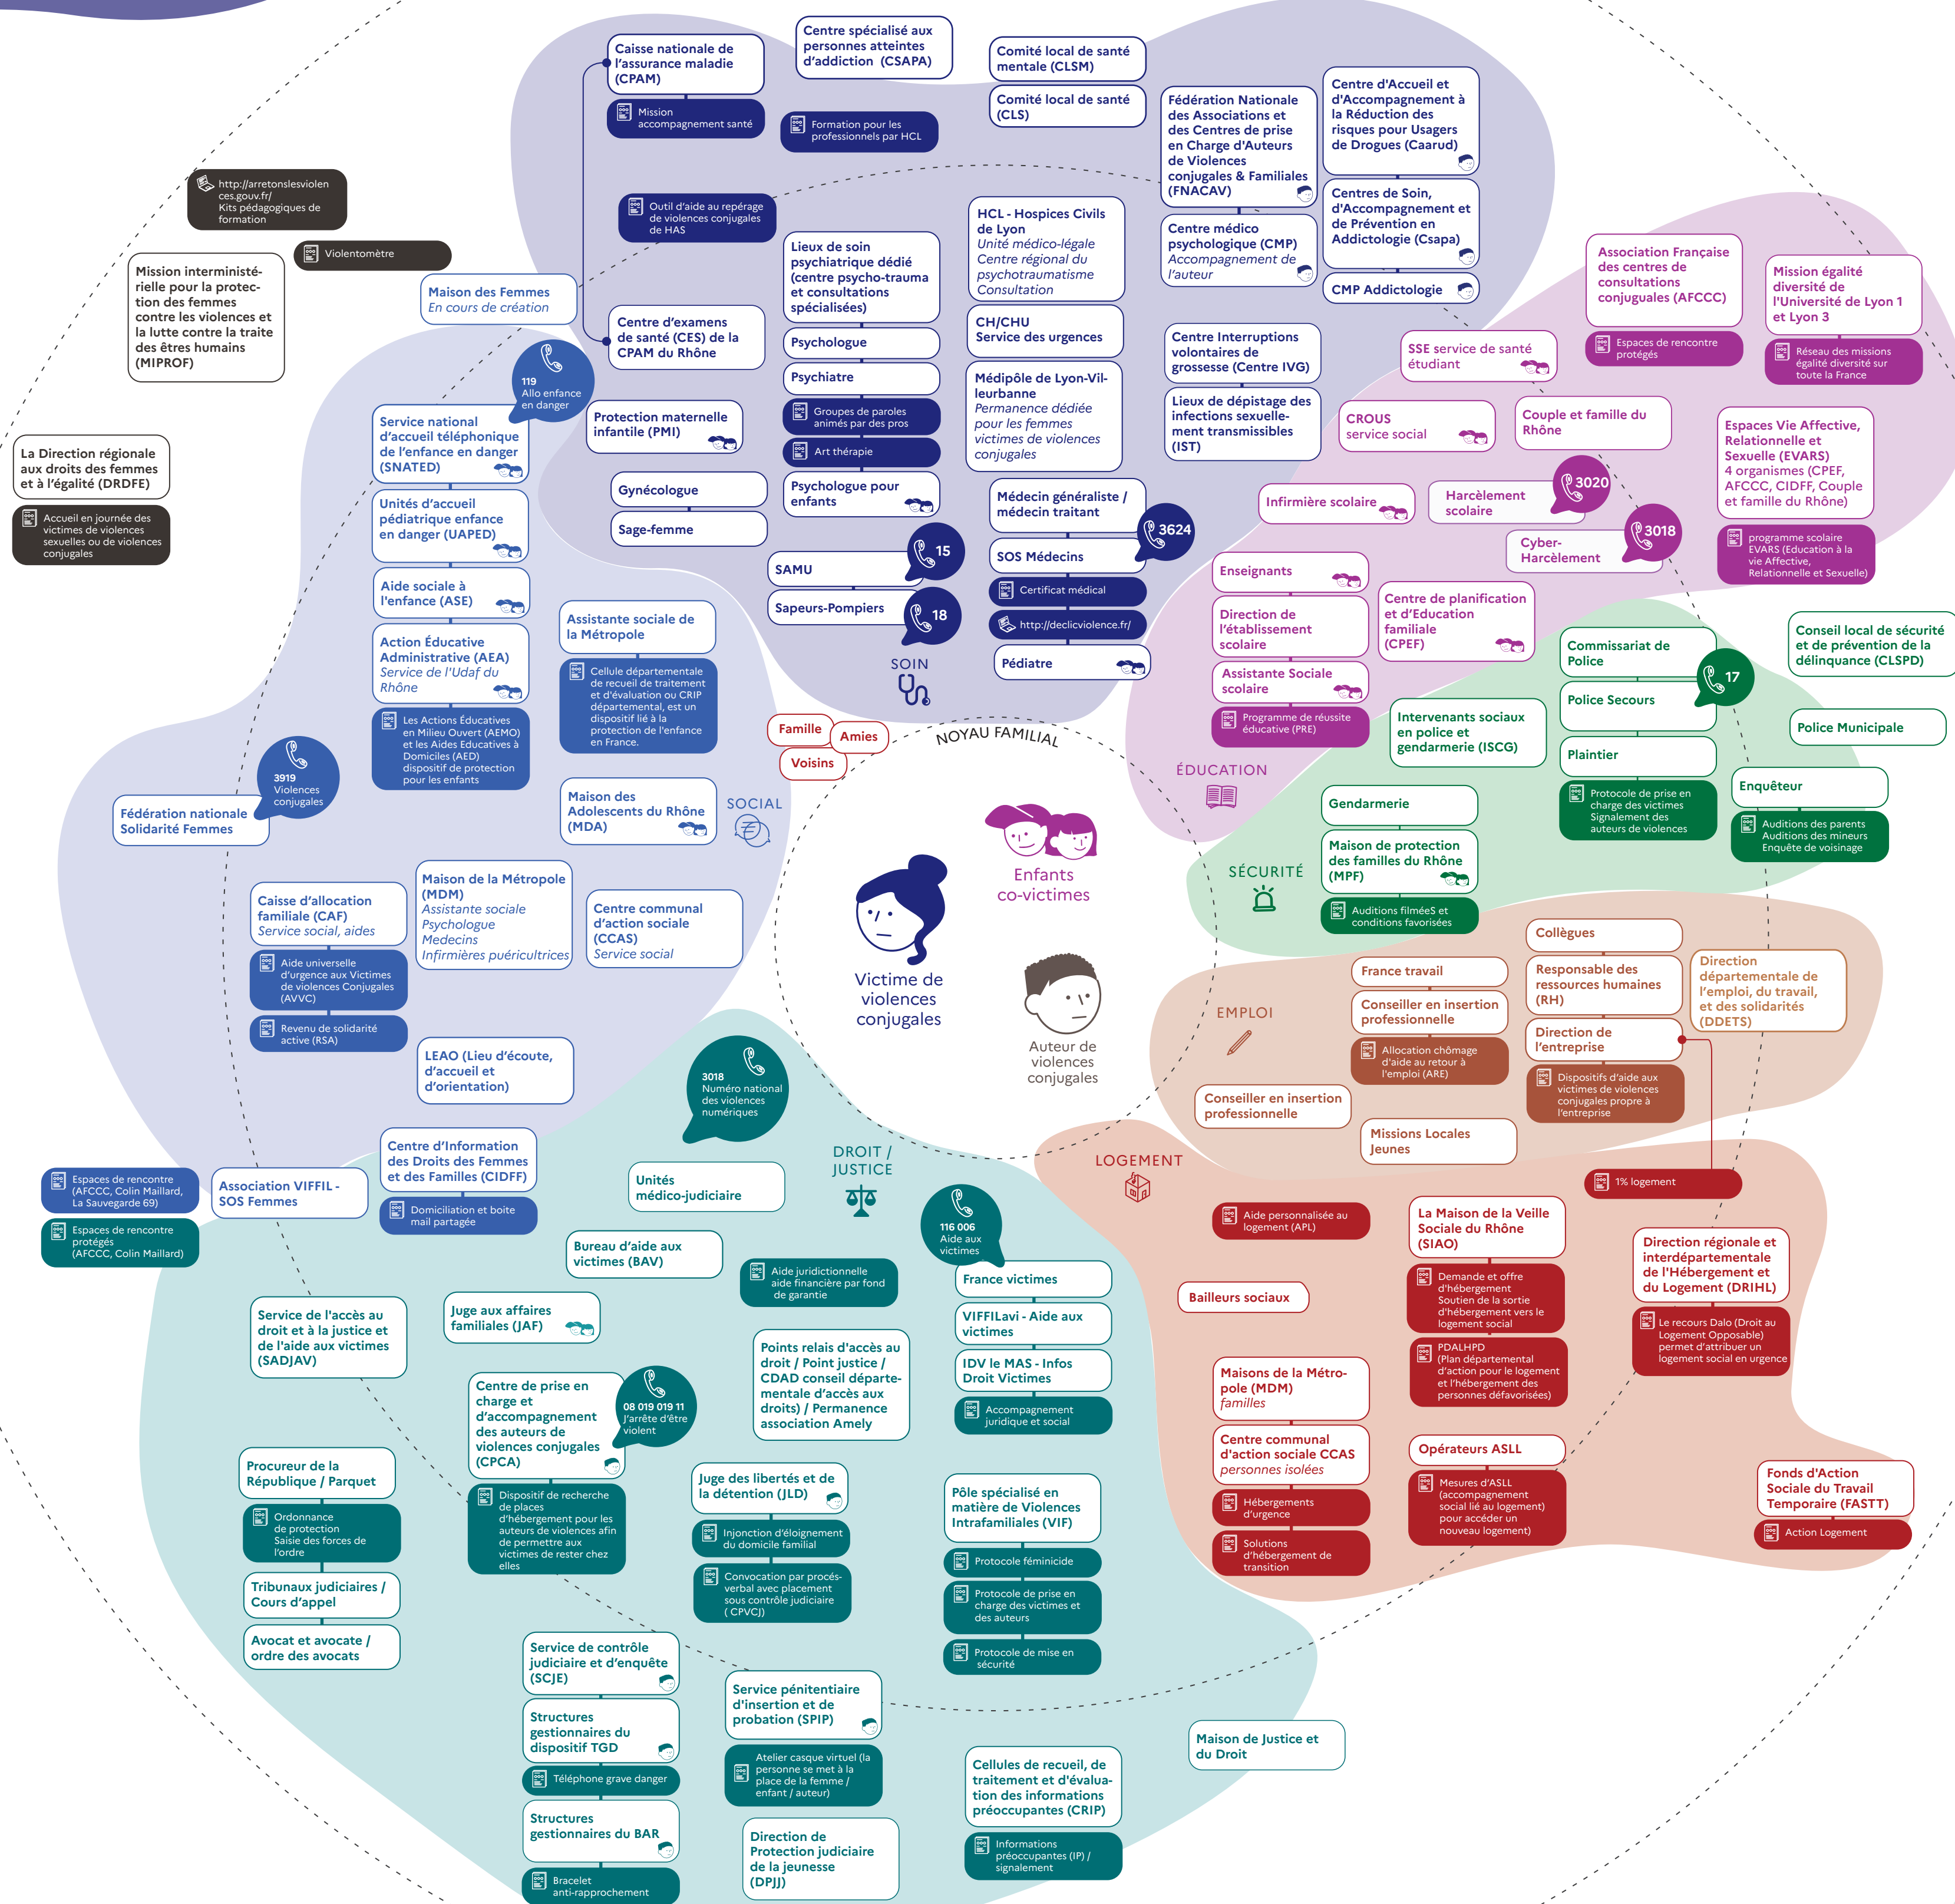 Caisse nationale de
l’assurance maladie
(CPAM)
Mission
accompagnement santé
Centre spécialisé aux
personnes atteintes
d’addiction (CSAPA)
Formation pour les
professionnels par HCL
Comité local de santé
mentale (CLSM)
Comité local de santé
(CLS)
Fédération Nationale
des Associations et
des Centres de prise
en Charge d'Auteurs
de Violences
conjugales & Familiales
(FNACAV)
Centre médico
psychologique (CMP)
Accompagnement de
l’auteur
Centre d'Accueil et
d'Accompagnement à
la Réduction des
risques pour Usagers
de Drogues (Caarud)
Centres de Soin,
d'Accompagnement et
de Prévention en
Addictologie (Csapa)
CMP Addictologie
http://arretonslesviolen
ces.gouv.fr/
Kits pédagogiques de
formation
Violentomètre
Mission interministé-
rielle pour la protec-
tion des femmes
contre les violences et
la lutte contre la traite
des êtres humains
(MIPROF)
La Direction régionale
aux droits des femmes
et à l’égalité (DRDFE)
Accueil en journée des
victimes de violences
sexuelles ou de violences
conjugales
Outil d’aide au repérage
de violences conjugales
de HAS
Centre d’examens
de santé (CES) de la
CPAM du Rhône
Protection maternelle
infantile (PMI)
Gynécologue
Sage-femme
Lieux de soin
psychiatrique dédié
(centre psycho-trauma
et consultations
spécialisées)
Psychologue
Psychiatre
Groupes de paroles
animés par des pros
Art thérapie
Psychologue pour
enfants
SAMU
15
Sapeurs-Pompiers
18
HCL - Hospices Civils
de Lyon
Unité médico-légale
Centre régional du
psychotraumatisme
Consultation
CH/CHU
Service des urgences
Médipôle de Lyon-Vil-
leurbanne
Permanence dédiée
pour les femmes
victimes de violences
conjugales
Médecin généraliste /
médecin traitant
3624
SOS Médecins
Certificat médical
http://declicviolence.fr/
Pédiatre
Centre Interruptions
volontaires de
grossesse (Centre IVG)
Lieux de dépistage des
infections sexuelle-
ment transmissibles
(IST)
SOIN
Maison des Femmes
En cours de création
119
Allo enfance
en danger
Service national
d’accueil téléphonique
de l’enfance en danger
(SNATED)
Unités d’accueil
pédiatrique enfance
en danger (UAPED)
Aide sociale à
l'enfance (ASE)
Action Éducative
Administrative (AEA)
Service de l'Udaf du
Rhône
Les Actions Éducatives
en Milieu Ouvert (AEMO)
et les Aides Educatives à
Domiciles (AED)
dispositif de protection
pour les enfants
Assistante sociale de
la Métropole
Cellule départementale
de recueil de traitement
et d'évaluation ou CRIP
départemental, est un
dispositif lié à la
protection de l'enfance
en France.
Maison des
Adolescents du Rhône
(MDA)
SOCIAL
3919
Violences
conjugales
Fédération nationale
Solidarité Femmes
Caisse d’allocation
familiale (CAF)
Service social, aides
Aide universelle
d’urgence aux Victimes
de violences Conjugales
(AVVC)
Revenu de solidarité
active (RSA)
Maison de la Métropole
(MDM)
Assistante sociale
Psychologue
Medecins
Infirmières puéricultrices
Centre communal
d’action sociale
(CCAS)
Service social
LEAO (Lieu d’écoute,
d’accueil et
d’orientation)
Centre d’Information
des Droits des Femmes
et des Familles (CIDFF)
Domiciliation et boite
mail partagée
Association VIFFIL -
SOS Femmes
Espaces de rencontre
(AFCCC, Colin Maillard,
La Sauvegarde 69)
Espaces de rencontre
protégés
(AFCCC, Colin Maillard)
Famille
Amies
Voisins
NOYAU FAMILIAL
Enfants
co-victimes
Victime de
violences
conjugales
Auteur de
violences
conjugales
Association Française
des centres de
consultations
conjuguales (AFCCC)
Espaces de rencontre
protégés
Mission égalité
diversité de
l'Université de Lyon 1
et Lyon 3
Réseau des missions
égalité diversité sur
toute la France
SSE service de santé
étudiant
CROUS
service social
Couple et famille du
Rhône
Espaces Vie Affective,
Relationnelle et
Sexuelle (EVARS)
4 organismes (CPEF,
AFCCC, CIDFF, Couple
et famille du Rhône)
programme scolaire
EVARS (Education à la
vie Affective,
Relationnelle et Sexuelle)
Infirmière scolaire
Harcèlement
scolaire
3020
Cyber-
Harcèlement
3018
Enseignants
Direction de
l’établissement
scolaire
Assistante Sociale
scolaire
Programme de réussite
éducative (PRE)
Centre de planification
et d’Education
familiale
(CPEF)
ÉDUCATION
Commissariat de
Police
Police Secours
17
Plaintier
Protocole de prise en
charge des victimes
Signalement des
auteurs de violences
Conseil local de sécurité
et de prévention de la
délinquance (CLSPD)
Police Municipale
Enquêteur
Auditions des parents
Auditions des mineurs
Enquête de voisinage
Intervenants sociaux
en police et
gendarmerie (ISCG)
Gendarmerie
Maison de protection
des familles du Rhône
(MPF)
Auditions filméeS et
conditions favorisées
SÉCURITÉ
EMPLOI
France travail
Conseiller en insertion
professionnelle
Allocation chômage
d'aide au retour à
l'emploi (ARE)
Collègues
Responsable des
ressources humaines
(RH)
Direction de
l’entreprise
Dispositifs d’aide aux
victimes de violences
conjugales propre à
l’entreprise
Direction
départementale de
l’emploi, du travail,
et des solidarités
(DDETS)
Conseiller en insertion
professionnelle
Missions Locales
Jeunes
LOGEMENT
1% logement
Aide personnalisée au
logement (APL)
La Maison de la Veille
Sociale du Rhône
(SIAO)
Demande et offre
d'hébergement
Soutien de la sortie
d'hébergement vers le
logement social
PDALHPD
(Plan départemental
d’action pour le logement
et l’hébergement des
personnes défavorisées)
Direction régionale et
interdépartementale
de l'Hébergement et
du Logement (DRIHL)
Le recours Dalo (Droit au
Logement Opposable)
permet d’attribuer un
logement social en urgence
Bailleurs sociaux
Maisons de la Métro-
pole (MDM)
familles
Centre communal
d'action sociale CCAS
personnes isolées
Hébergements
d’urgence
Solutions
d’hébergement de
transition
Opérateurs ASLL
Mesures d’ASLL
(accompagnement
social lié au logement)
pour accéder un
nouveau logement)
Fonds d'Action
Sociale du Travail
Temporaire (FASTT)
Action Logement
3018
Numéro national
des violences
numériques
DROIT /
JUSTICE
Unités
médico-judiciaire
Bureau d’aide aux
victimes (BAV)
Aide juridictionnelle
aide financière par fond
de garantie
116 006
Aide aux
victimes
France victimes
VIFFILavi - Aide aux
victimes
IDV le MAS - Infos
Droit Victimes
Accompagnement
juridique et social
Service de l'accès au
droit et à la justice et
de l'aide aux victimes
(SADJAV)
Juge aux affaires
familiales (JAF)
Points relais d'accès au
droit / Point justice /
CDAD conseil départe-
mentale d’accès aux
droits) / Permanence
association Amely
Centre de prise en
charge et
d’accompagnement
des auteurs de
violences conjugales
(CPCA)
08 019 019 11
J’arrête d’être
violent
Dispositif de recherche
de places
d’hébergement pour les
auteurs de violences afin
de permettre aux
victimes de rester chez
elles
Procureur de la
République / Parquet
Ordonnance
de protection
Saisie des forces de
l’ordre
Tribunaux judiciaires /
Cours d’appel
Avocat et avocate /
ordre des avocats
Juge des libertés et de
la détention (JLD)
Injonction d’éloignement
du domicile familial
Convocation par procés-
verbal avec placement
sous contrôle judiciaire
( CPVCJ)
Pôle spécialisé en
matière de Violences
Intrafamiliales (VIF)
Protocole féminicide
Protocole de prise en
charge des victimes et
des auteurs
Protocole de mise en
sécurité
Service de contrôle
judiciaire et d’enquête
(SCJE)
Structures
gestionnaires du
dispositif TGD
Téléphone grave danger
Structures
gestionnaires du BAR
Bracelet
anti-rapprochement
Service pénitentiaire
d'insertion et de
probation (SPIP)
Atelier casque virtuel (la
personne se met à la
place de la femme /
enfant / auteur)
Direction de
Protection judiciaire
de la jeunesse
(DPJJ)
Cellules de recueil, de
traitement et d'évalua-
tion des informations
préoccupantes (CRIP)
Informations
préoccupantes (IP) /
signalement
Maison de Justice et
du Droit